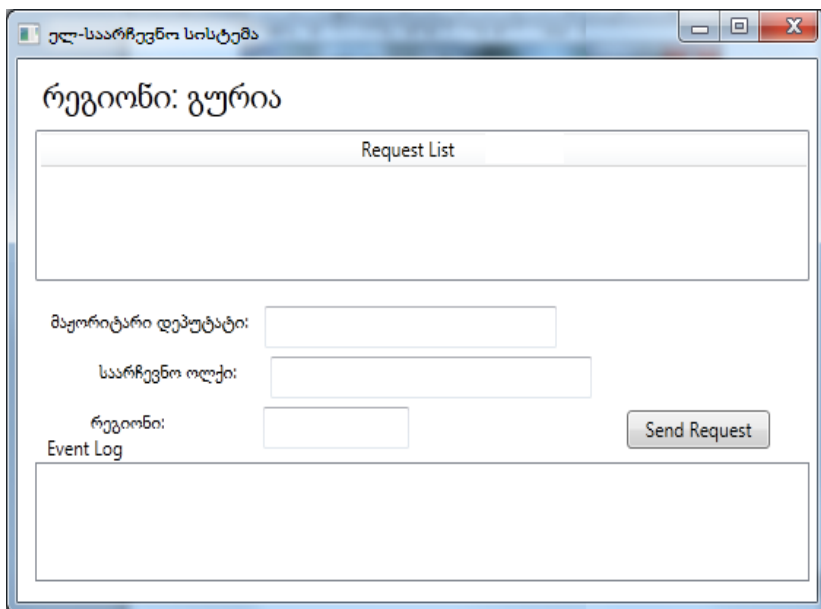 ელ-საარჩევნო სისტემა
რეგიონი: გურია
Request List
მაჟორიტარი დეპუტატი:
საარჩევნო ოლქი:
რეგიონი:
Send Request
Event Log